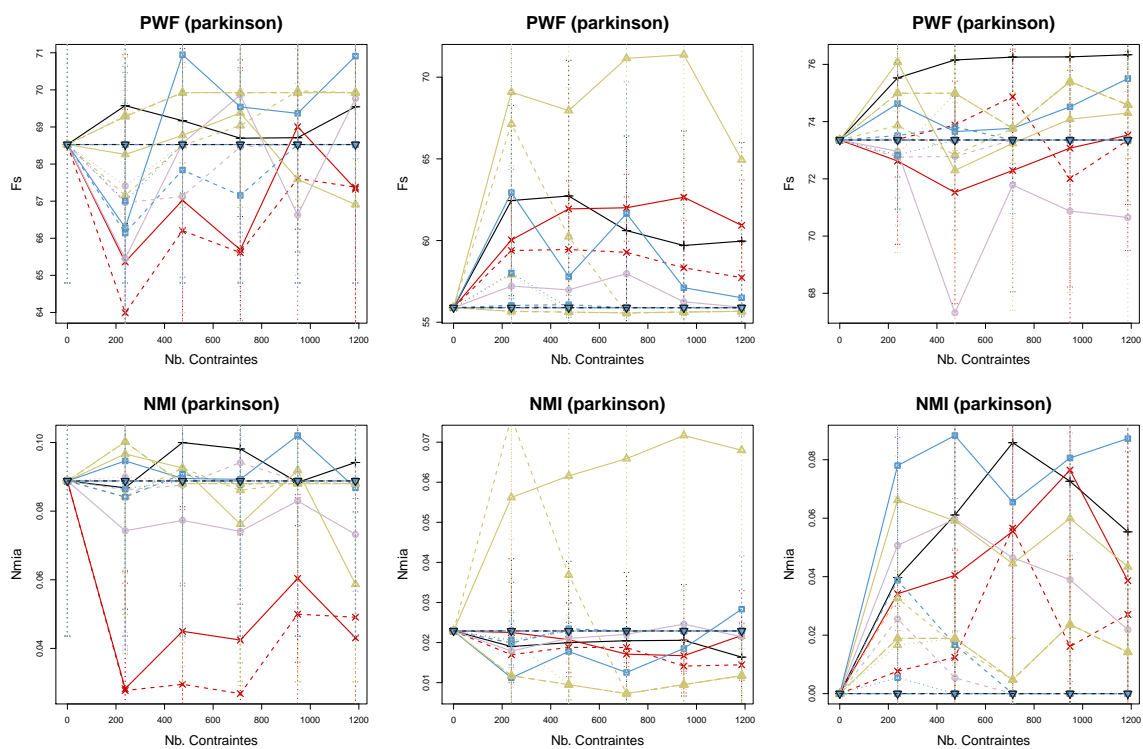 PWF (parkinson)
Fs
71
70
69
68
67
66
65
64
0 200 400 600 800 1000 1200
Nb. Contraintes
PWF (parkinson)
Fs
70
65
60
55
0 200 400 600 800 1000 1200
Nb. Contraintes
PWF (parkinson)
Fs
76
74
72
70
68
0 200 400 600 800 1000 1200
Nb. Contraintes
NMI (parkinson)
Nmia
0.10
0.08
0.06
0.04
0 200 400 600 800 1000 1200
Nb. Contraintes
NMI (parkinson)
Nmia
0.07
0.06
0.05
0.04
0.03
0.02
0.01
0 200 400 600 800 1000 1200
Nb. Contraintes
NMI (parkinson)
Nmia
0.08
0.06
0.04
0.02
0.00
0 200 400 600 800 1000 1200
Nb. Contraintes